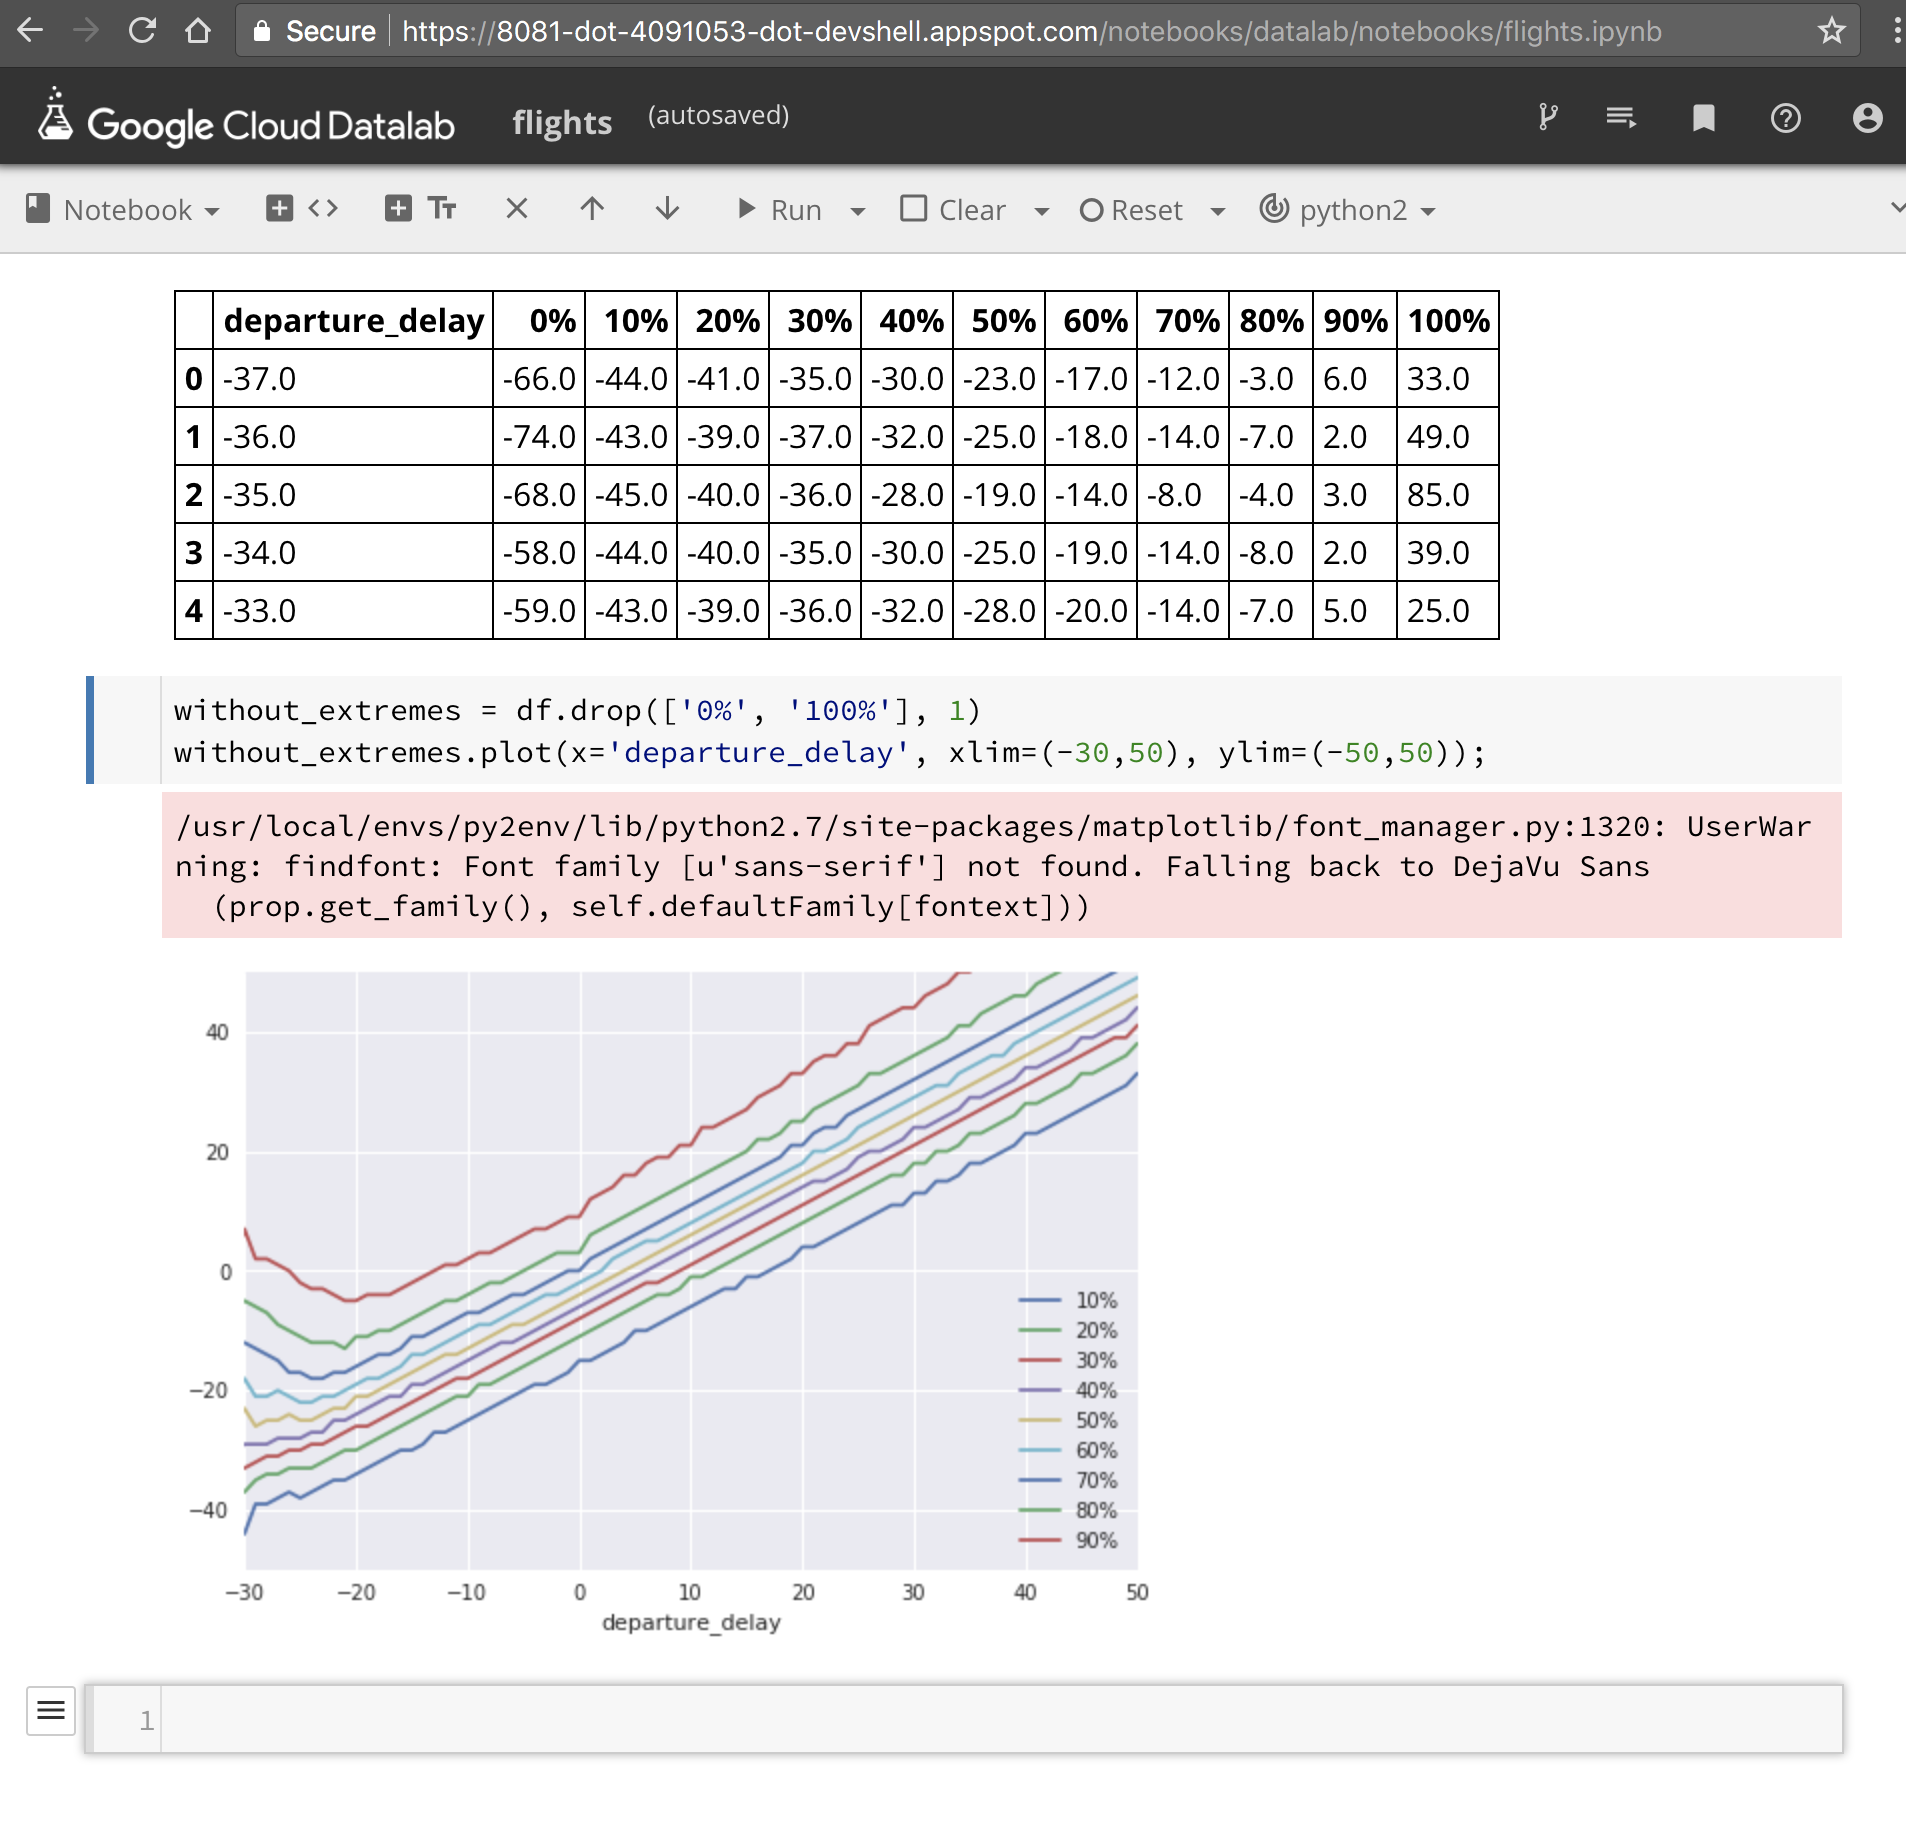 Secure https://8081-dot-4091053-dot-devshell.appspot.com/notebooks/datalab/notebooks/flights.ipynb
Google Cloud Datalab flights (autosaved)
Notebook <> Tт Run Clear Reset python2
departure_delay 0% 10% 20% 30% 40% 50% 60% 70% 80% 90% 100%
0 -37.0 -66.0 -44.0 -41.0 -35.0 -30.0 -23.0 -17.0 -12.0 -3.0 6.0 33.0
1 -36.0 -74.0 -43.0 -39.0 -37.0 -32.0 -25.0 -18.0 -14.0 -7.0 2.0 49.0
2 -35.0 -68.0 -45.0 -40.0 -36.0 -28.0 -19.0 -14.0 -8.0 -4.0 3.0 85.0
3 -34.0 -58.0 -44.0 -40.0 -35.0 -30.0 -25.0 -19.0 -14.0 -8.0 2.0 39.0
4 -33.0 -59.0 -43.0 -39.0 -36.0 -32.0 -28.0 -20.0 -14.0 -7.0 5.0 25.0
without_extremes = df.drop(['0%', '100%'], 1)
without_extremes.plot(x='departure_delay', xlim=(-30,50), ylim=(-50,50));
/usr/local/envs/py2env/lib/python2.7/site-packages/matplotlib/font_manager.py:1320: UserWar
ning: findfont: Font family [u'sans-serif'] not found. Falling back to DejaVu Sans
(prop.get_family(), self.defaultFamily[fontext]))
40
20
0
−20
−40
10%
20%
30%
40%
50%
60%
70%
80%
90%
−30 −20 −10 0 10 20 30 40 50
departure_delay
1